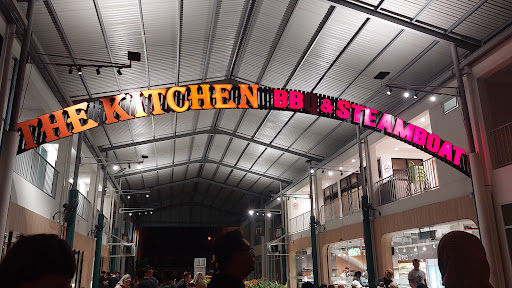 THE KITCHEN BBQ & STEAMBOAT